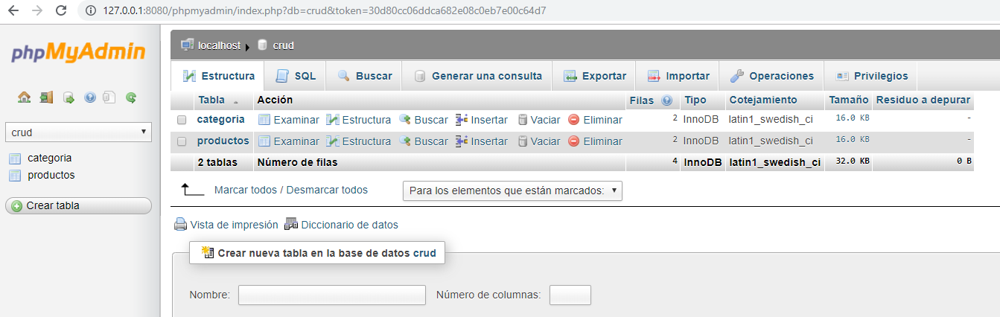 127.0.0.1:8080/phpmyadmin/index.php?db=crud&token=30d80cc06ddca682e08c0eb7e00c64d7
phpMyAdmin
crud
categoria
productos
Crear tabla
localhost crud
Estructura SQL Buscar Generar una consulta Exportar Importar Operaciones Privilegios
Tabla Acción Filas Tipo Cotejamiento Tamaño Residuo a depurar
categoria Examinar Estructura Buscar Insertar Vaciar Eliminar 2 InnoDB latin1_swedish_ci 16.0 KB -
productos Examinar Estructura Buscar Insertar Vaciar Eliminar 2 InnoDB latin1_swedish_ci 16.0 KB -
2 tablas Número de filas 4 InnoDB latin1_swedish_ci 32.0 KB 0 B
Marcar todos / Desmarcar todos Para los elementos que están marcados:
Vista de impresión Diccionario de datos
Crear nueva tabla en la base de datos crud
Nombre: Número de columnas: